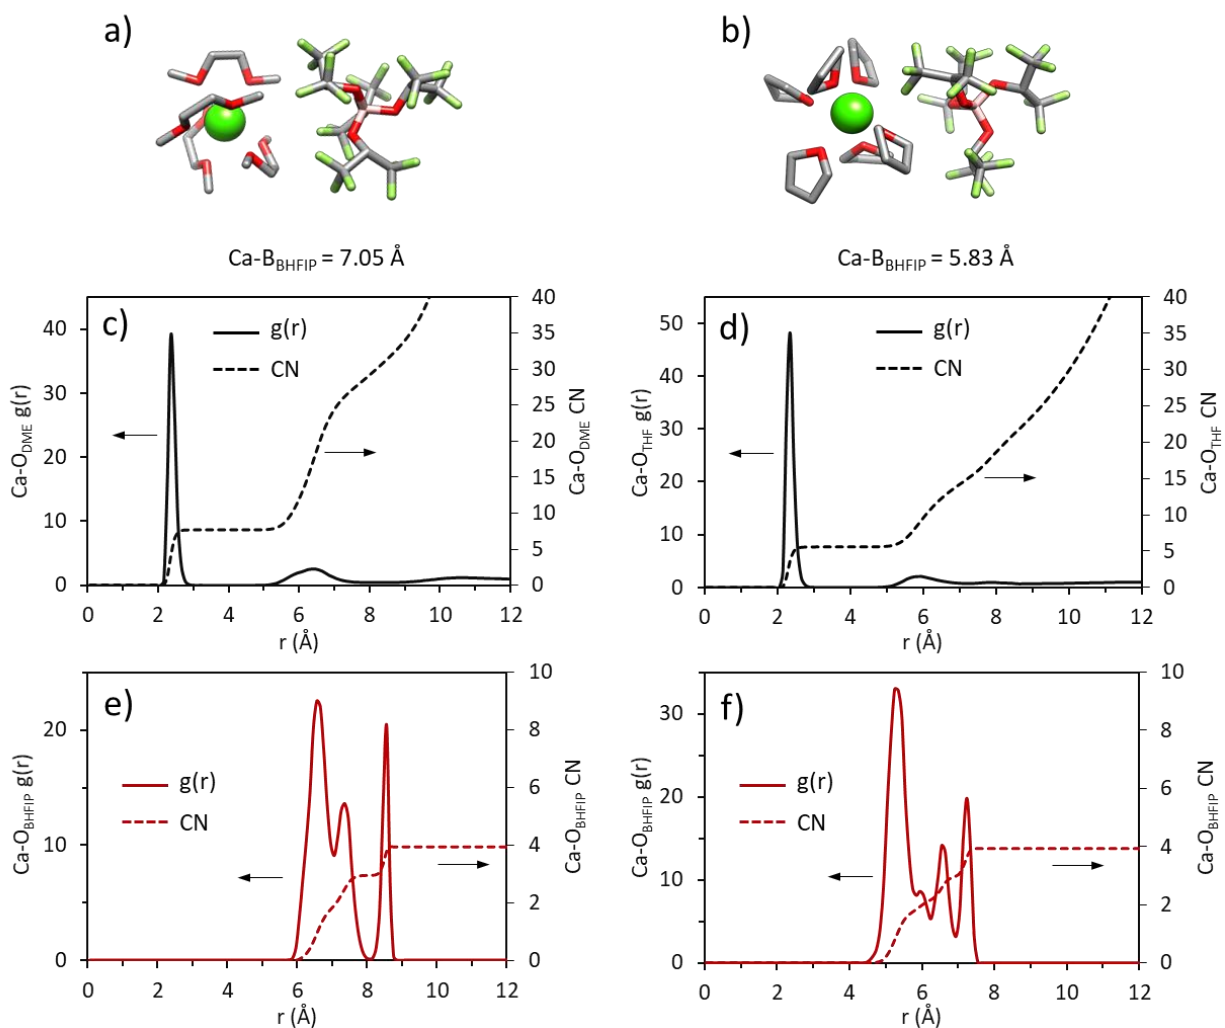 a)
b)
Ca-B_BHFIP = 7.05 Å
Ca-B_BHFIP = 5.83 Å
c)
g(r)
CN
Ca-O_DME g(r)
0
10
20
30
40
Ca-O_DME CN
0
5
10
15
20
25
30
35
40
0 2 4 6 8 10 12
r (Å)
d)
g(r)
CN
Ca-O_THF g(r)
0
10
20
30
40
50
Ca-O_THF CN
0
5
10
15
20
25
30
35
40
0 2 4 6 8 10 12
r (Å)
e)
g(r)
CN
Ca-O_BHFIP g(r)
0
10
20
Ca-O_BHFIP CN
0
2
4
6
8
10
0 2 4 6 8 10 12
r (Å)
f)
g(r)
CN
Ca-O_BHFIP g(r)
0
10
20
30
Ca-O_BHFIP CN
0
2
4
6
8
10
0 2 4 6 8 10 12
r (Å)